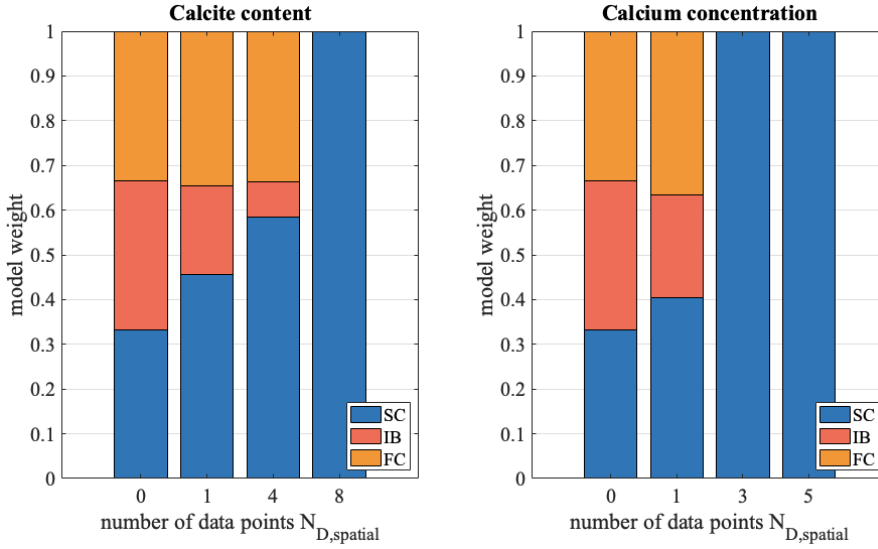 Calcite content
model weight
1
0.9
0.8
0.7
0.6
0.5
0.4
0.3
0.2
0.1
0
SC
IB
FC
0 1 4 8
number of data points N_D,spatial
Calcium concentration
model weight
1
0.9
0.8
0.7
0.6
0.5
0.4
0.3
0.2
0.1
0
SC
IB
FC
0 1 3 5
number of data points N_D,spatial